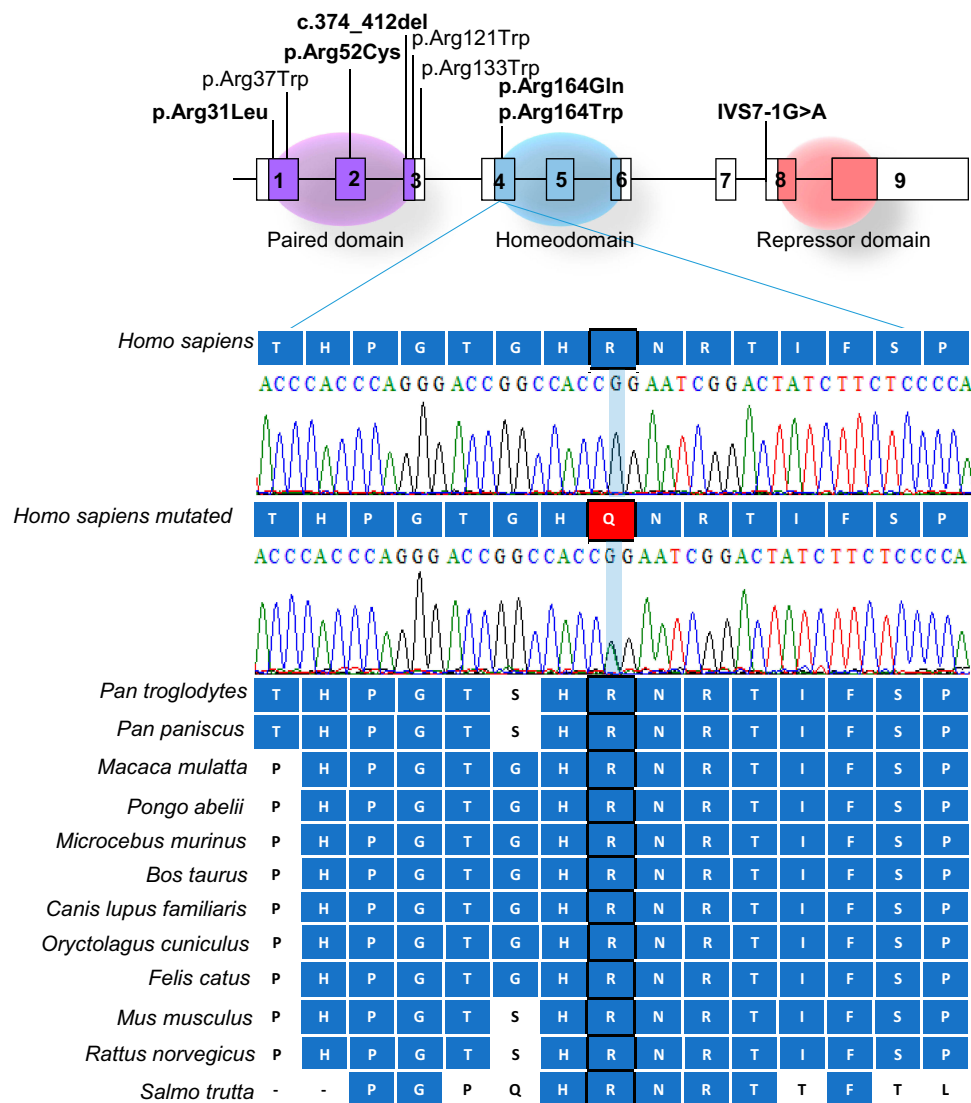 c.374_412del
p.Arg121Trp
p.Arg52Cys
p.Arg133Trp
p.Arg37Trp
p.Arg164Gln
p.Arg31Leu
p.Arg164Trp
IVS7-1G>A
1 2 3 4 5 6 7 8 9
Paired domain Homeodomain Repressor domain
Homo sapiens T H P G T G H R N R T I F S P
ACCCACCCAGGGACCGGCCACCGGAATCGGACTATCTTCTCCCCA
Homo sapiens mutated T H P G T G H Q N R T I F S P
ACCCACCCAGGGACCGGCCACCGGAATCGGACTATCTTCTCCCCA
Pan troglodytes T H P G T S H R N R T I F S P
Pan paniscus T H P G T S H R N R T I F S P
Macaca mulatta P H P G T G H R N R T I F S P
Pongo abelii P H P G T G H R N R T I F S P
Microcebus murinus P H P G T G H R N R T I F S P
Bos taurus P H P G T G H R N R T I F S P
Canis lupus familiaris P H P G T G H R N R T I F S P
Oryctolagus cuniculus P H P G T G H R N R T I F S P
Felis catus P H P G T G H R N R T I F S P
Mus musculus P H P G T S H R N R T I F S P
Rattus norvegicus P H P G T S H R N R T I F S P
Salmo trutta - - P G P Q H R N R T T F T L